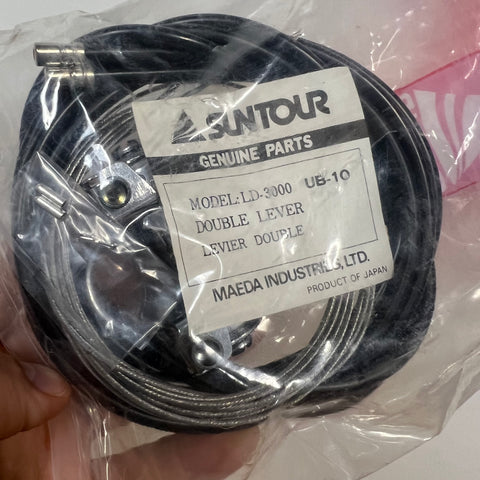 SUNTOUR
GENUINE PARTS
MODEL:LD-3000 UB-10
DOUBLE LEVER
LEVIER DOUBLE
MAEDA INDUSTRIES, LTD.
PRODUCT OF JAPAN